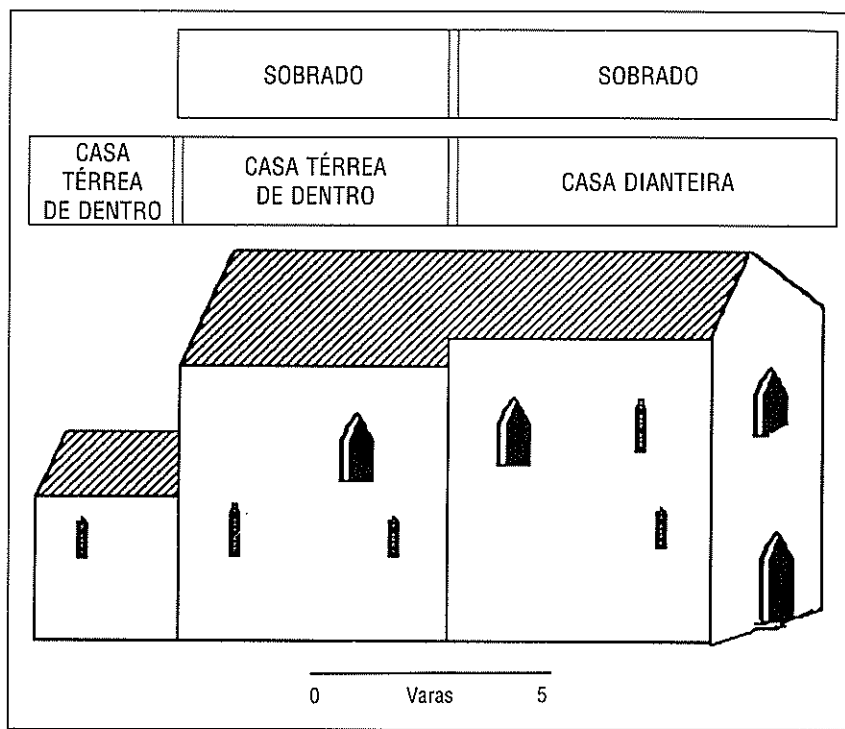 SOBRADO
SOBRADO
CASA
TÉRREA
DE DENTRO
CASA TÉRREA
DE DENTRO
CASA DIANTEIRA
0 Varas 5